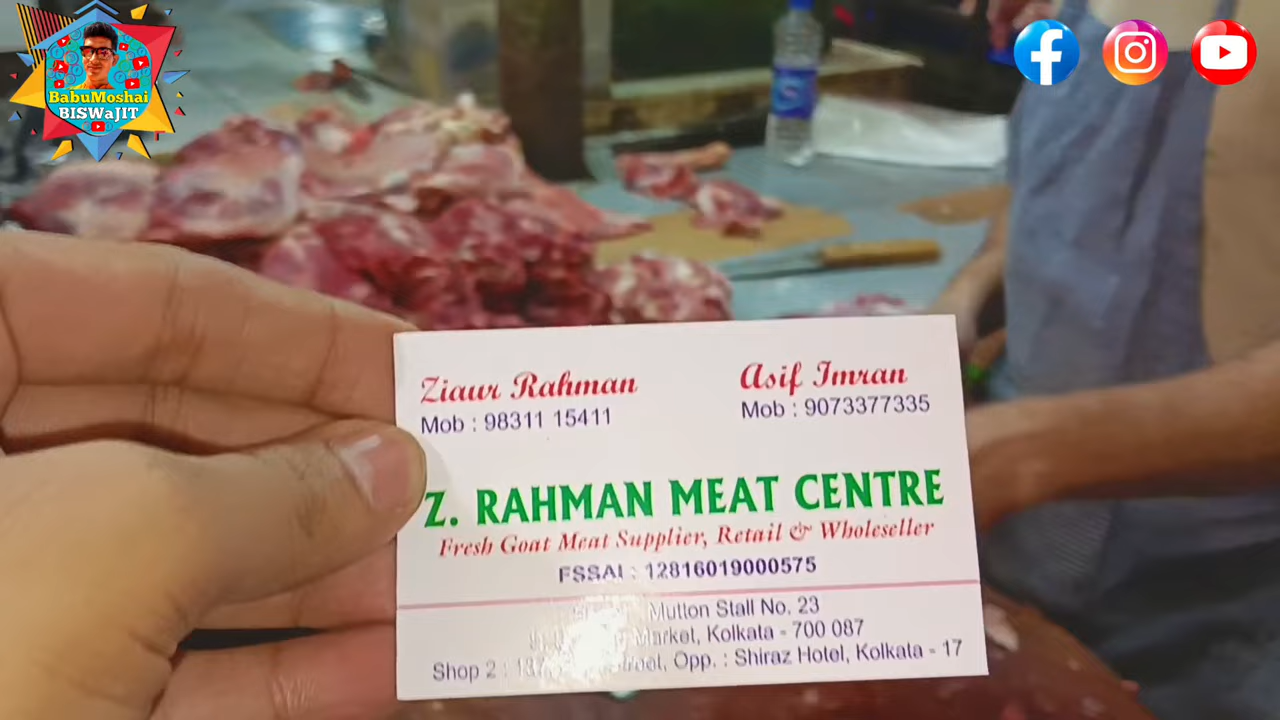 BabuMoshai
BISWaJIT
Ziaur Rahman
Mob : 98311 15411
Asif Imran
Mob : 9073377335
Z. RAHMAN MEAT CENTRE
Fresh Goat Meat Supplier, Retail & Wholeseller
FSSAI : 12816019000575
Mutton Stall No. 23
Market, Kolkata - 700 087
Shop 2 : Opp. : Shiraz Hotel, Kolkata - 17